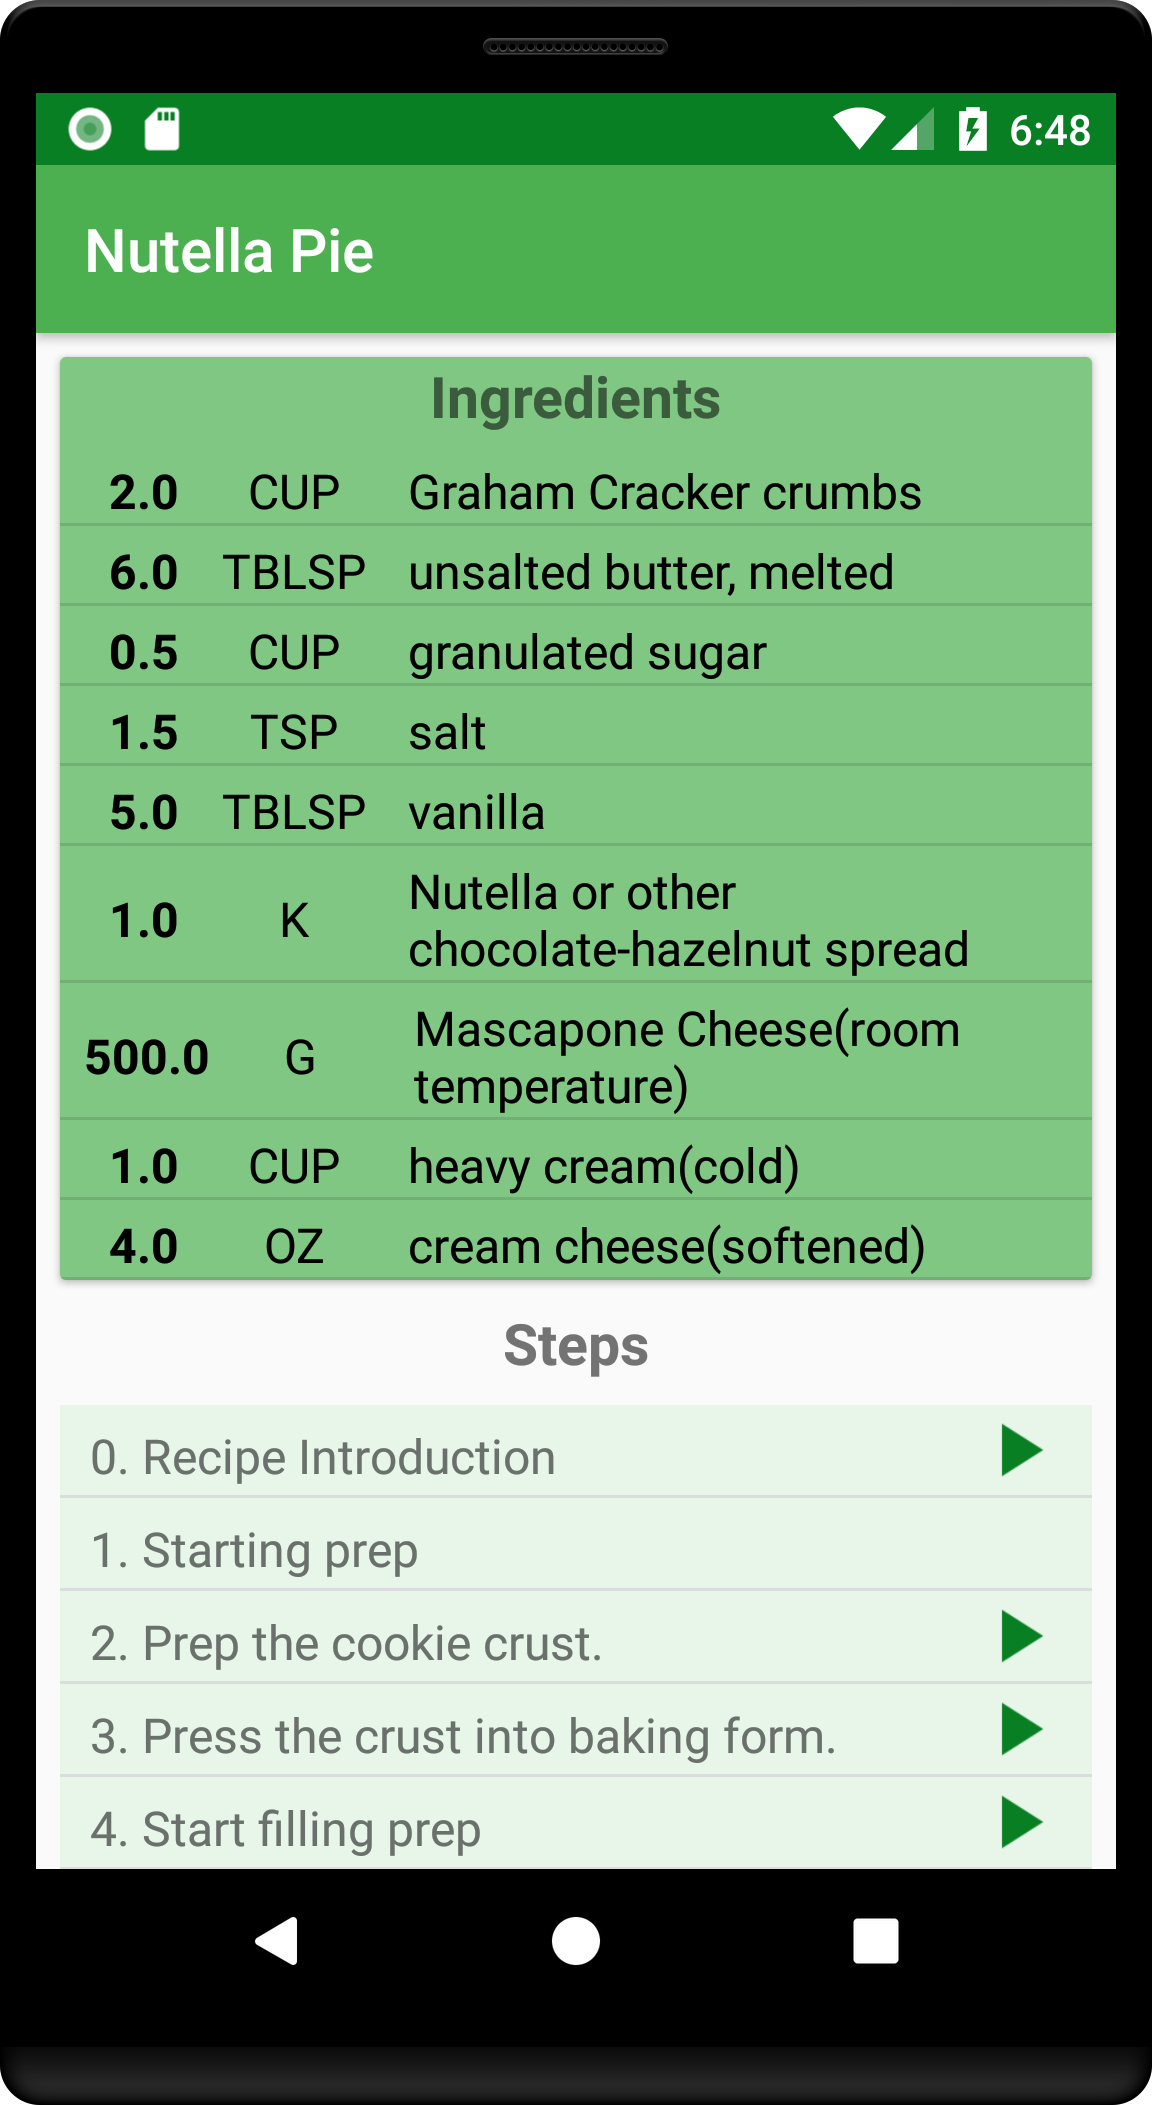 6:48
Nutella Pie
Ingredients
2.0 CUP Graham Cracker crumbs
6.0 TBLSP unsalted butter, melted
0.5 CUP granulated sugar
1.5 TSP salt
5.0 TBLSP vanilla
1.0 K Nutella or other
chocolate-hazelnut spread
500.0 G Mascapone Cheese(room
temperature)
1.0 CUP heavy cream(cold)
4.0 OZ cream cheese(softened)
Steps
0. Recipe Introduction
1. Starting prep
2. Prep the cookie crust.
3. Press the crust into baking form.
4. Start filling prep